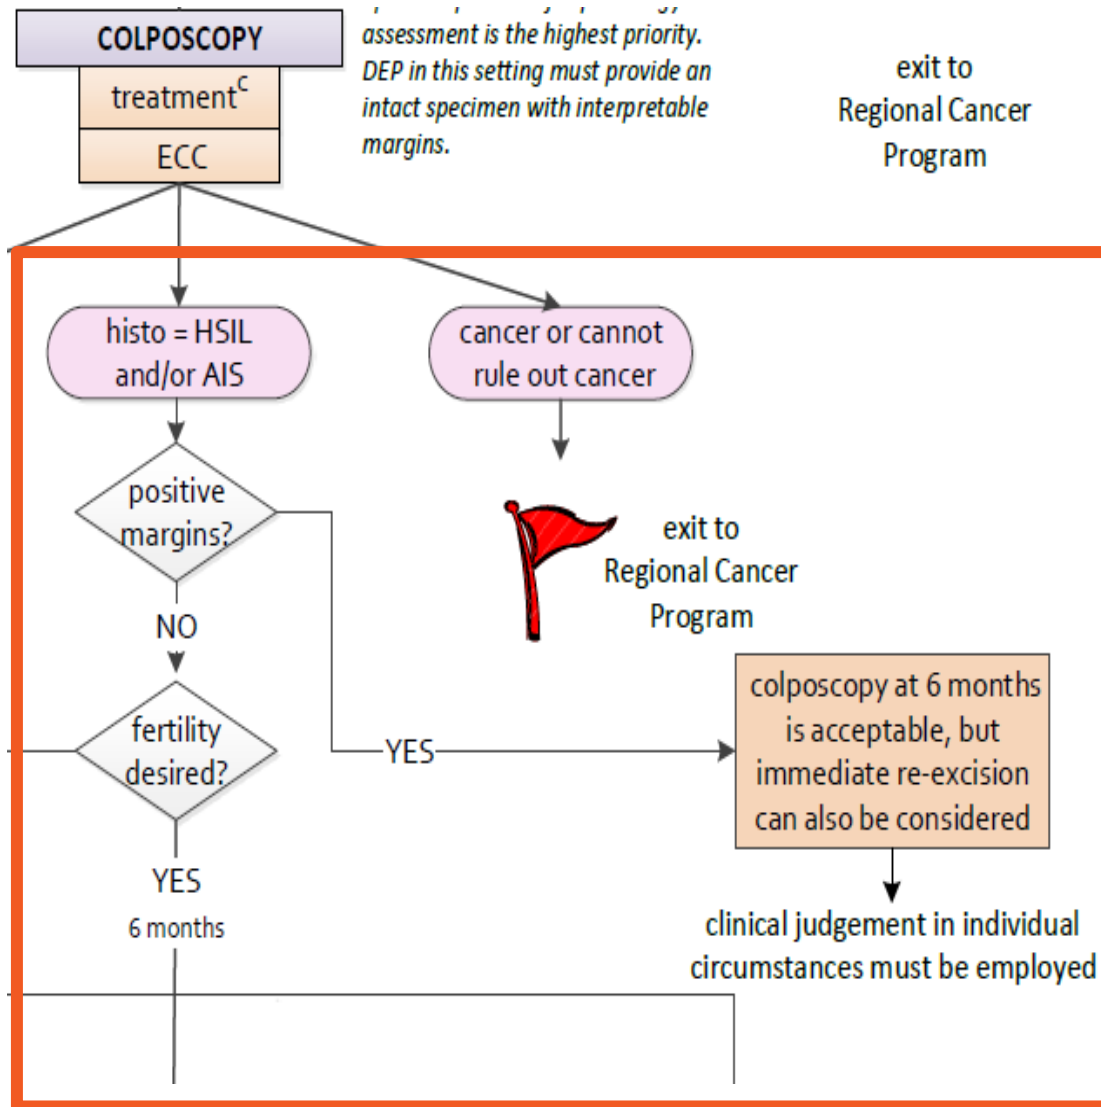 COLPOSCOPY
treatmentᶜ
ECC
assessment is the highest priority.
DEP in this setting must provide an
intact specimen with interpretable
margins.
exit to
Regional Cancer
Program
histo = HSIL
and/or AIS
cancer or cannot
rule out cancer
positive
margins?
exit to
Regional Cancer
Program
NO
fertility
desired?
YES
colposcopy at 6 months
is acceptable, but
immediate re-excision
can also be considered
YES
6 months
clinical judgement in individual
circumstances must be employed